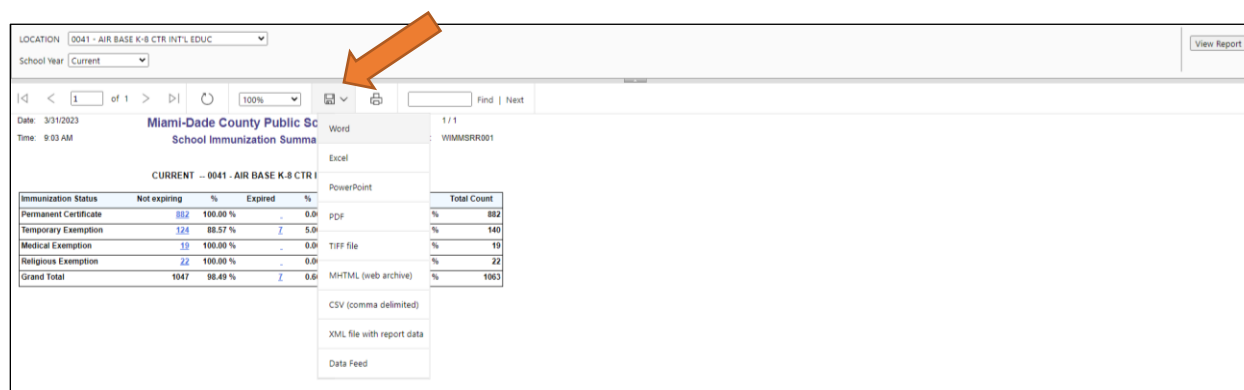 LOCATION 0041 - AIR BASE K-8 CTR INT'L EDUC
View Report
School Year Current
1 of 1 100% Find | Next
Date: 3/31/2023 Miami-Dade County Public Sc 1 / 1
Time: 9:03 AM School Immunization Summa : WIMMSRR001
CURRENT -- 0041 - AIR BASE K-8 CTR I
Immunization Status Not expiring % Expired % Total Count
Permanent Certificate 882 100.00 % - 0.0 % 882
Temporary Exemption 124 88.57 % 7 5.0 % 140
Medical Exemption 19 100.00 % - 0.0 % 19
Religious Exemption 22 100.00 % - 0.0 % 22
Grand Total 1047 98.49 % 7 0.6 % 1063
Word
Excel
PowerPoint
PDF
TIFF file
MHTML (web archive)
CSV (comma delimited)
XML file with report data
Data Feed